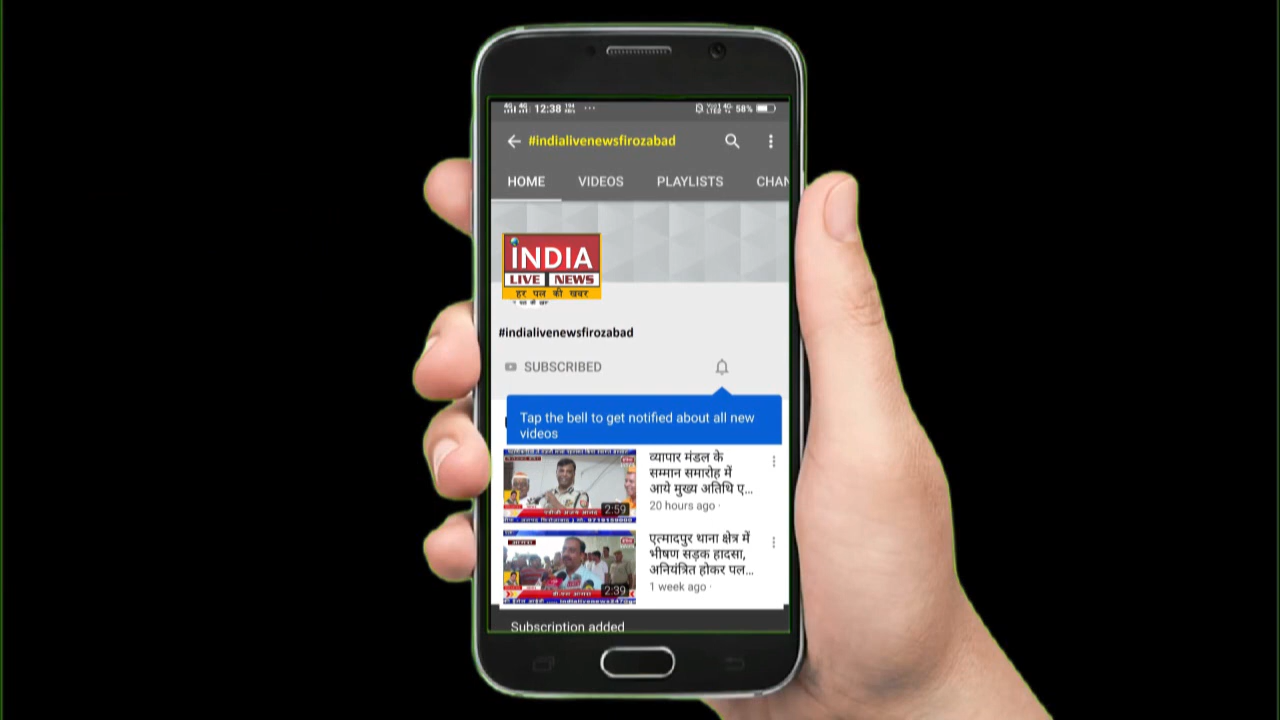 12:38
58%
#indialivenewsfirozabad
HOME VIDEOS PLAYLISTS CHAN
INDIA
LIVE NEWS
हर पल की खबर
#indialivenewsfirozabad
SUBSCRIBED
Tap the bell to get notified about all new
videos
व्यापार मंडल के
सम्मान समारोह में
आये मुख्य अतिथि ए...
20 hours ago ·
2:59
एत्मादपुर थाना क्षेत्र में
भीषण सड़क हादसा,
अनियंत्रित होकर पल...
1 week ago ·
2:39
Subscription added